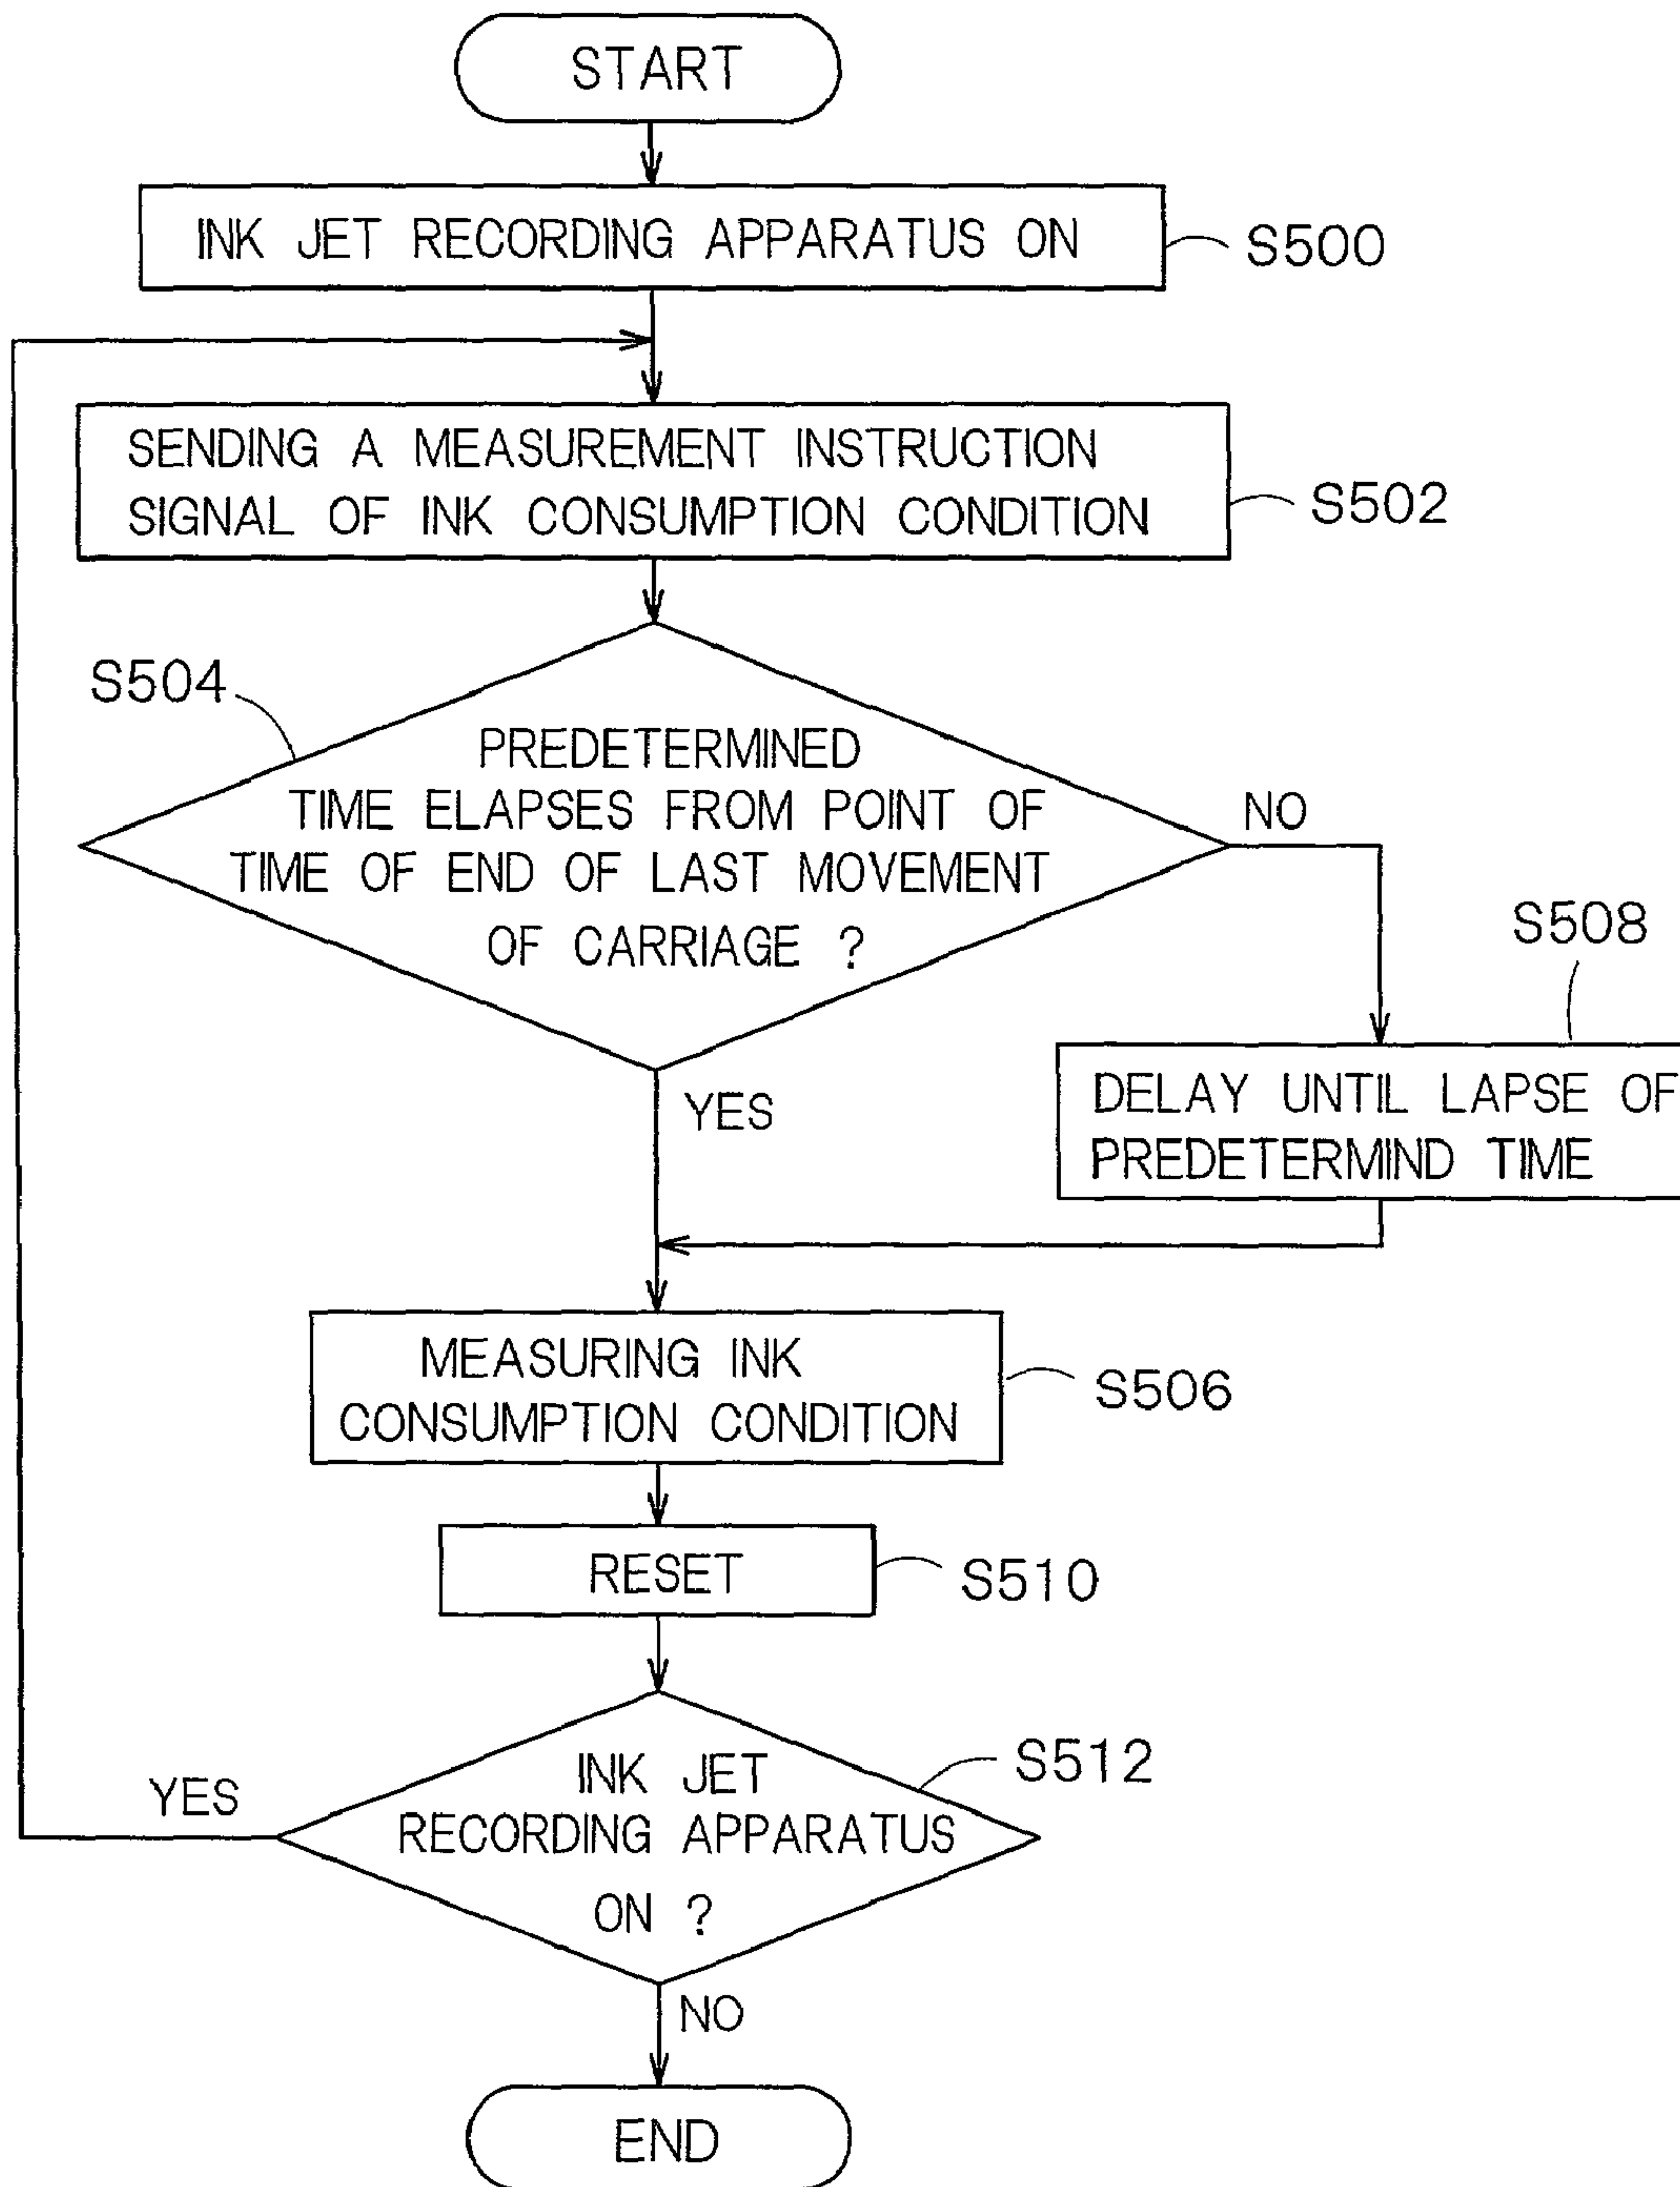 START
INK JET RECORDING APPARATUS ON
S500
SENDING A MEASUREMENT INSTRUCTION
SIGNAL OF INK CONSUMPTION CONDITION
S502
S504
PREDETERMINED
TIME ELAPSES FROM POINT OF
TIME OF END OF LAST MOVEMENT
OF CARRIAGE ?
NO
S508
DELAY UNTIL LAPSE OF
PREDETERMIND TIME
YES
MEASURING INK
CONSUMPTION CONDITION
S506
RESET
S510
INK JET
RECORDING APPARATUS
ON ?
S512
YES
NO
END